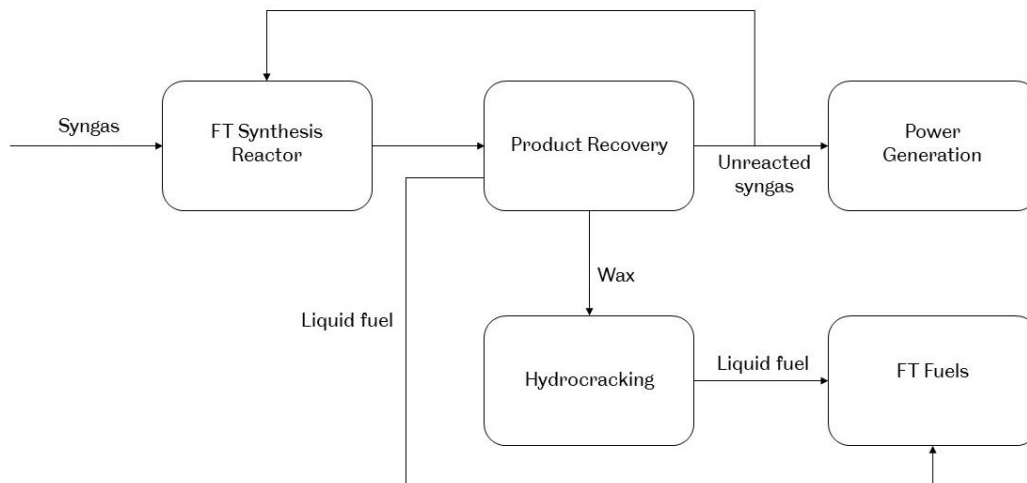 Syngas
FT Synthesis
Reactor
Product Recovery
Unreacted
syngas
Power
Generation
Wax
Liquid fuel
Hydrocracking
Liquid fuel
FT Fuels